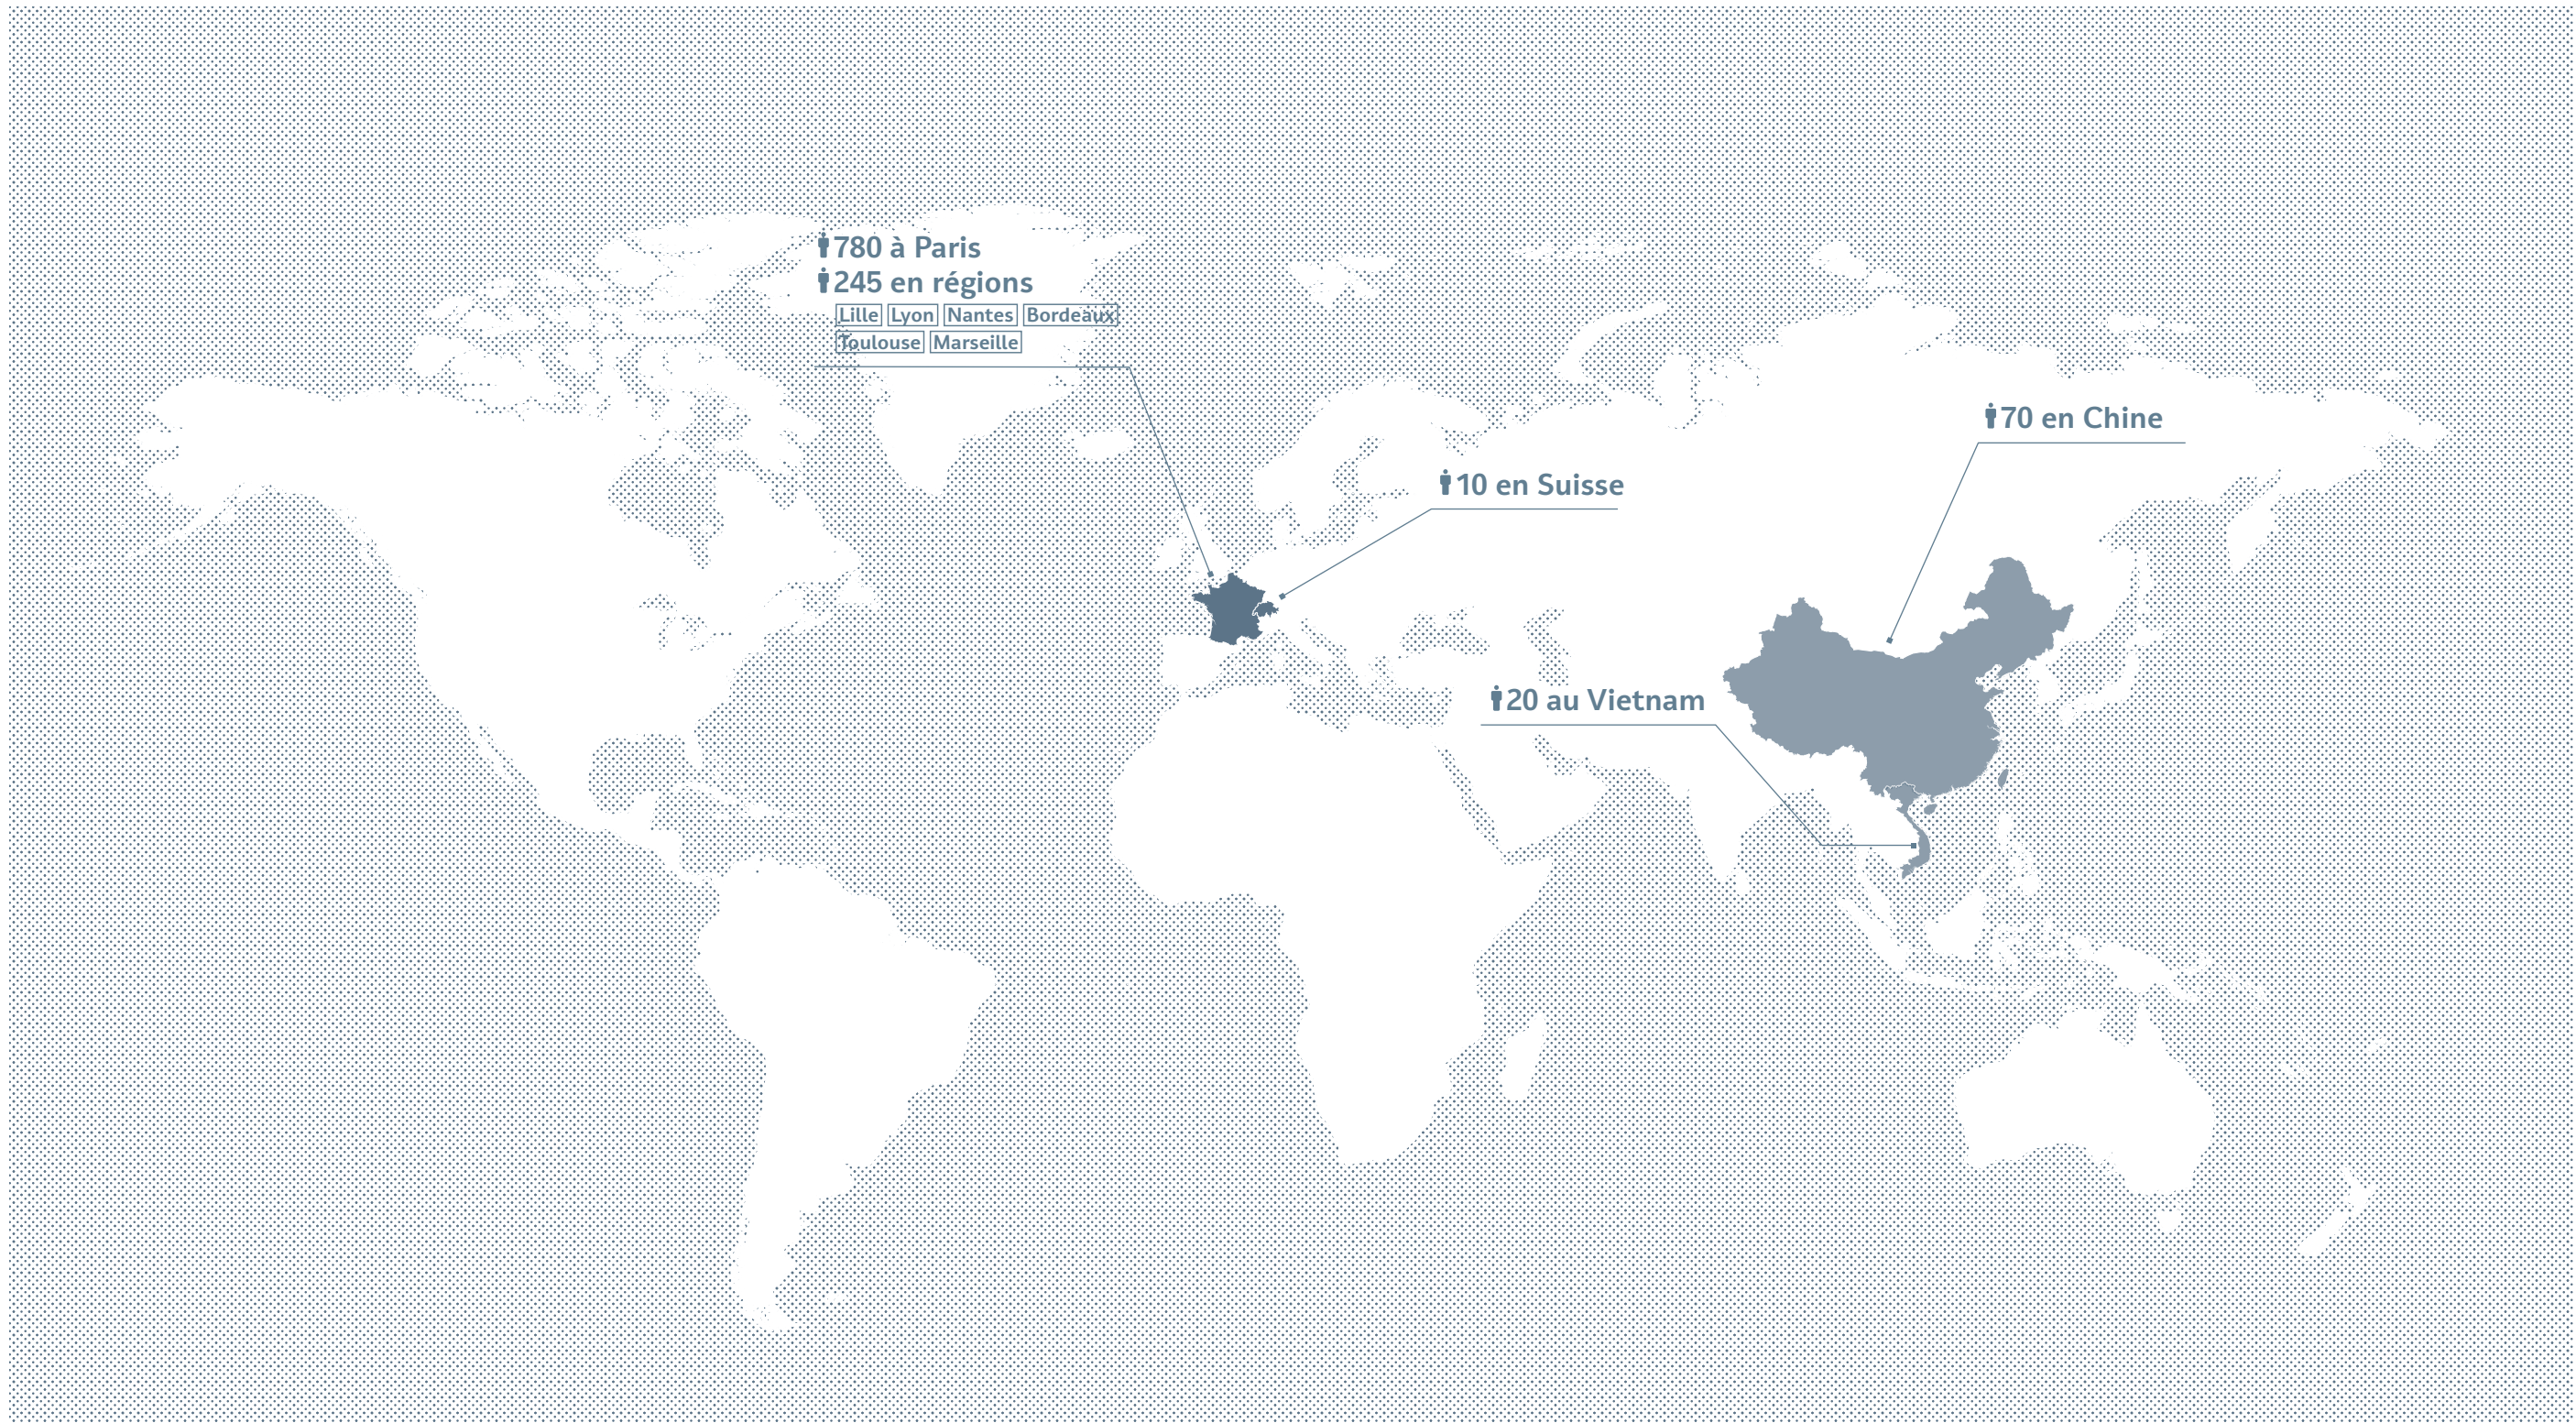 780 à Paris
245 en régions
Lille Lyon Nantes Bordeaux
Toulouse Marseille
70 en Chine
10 en Suisse
20 au Vietnam